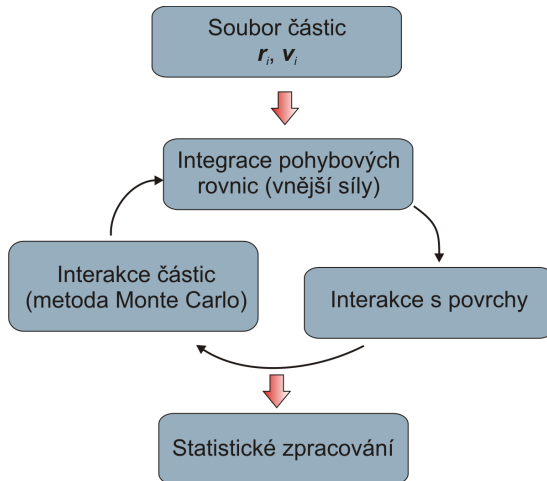 Soubor částic
rᵢ, vᵢ
Integrace pohybových
rovnic (vnější síly)
Interakce částic
(metoda Monte Carlo)
Interakce s povrchy
Statistické zpracování